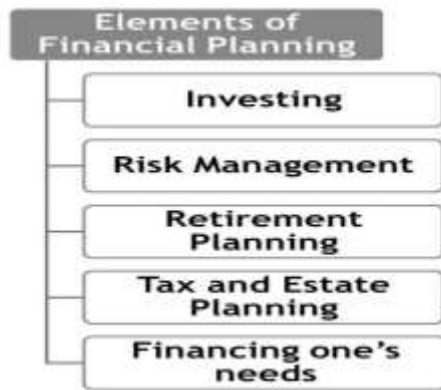 Elements of
Financial Planning
Investing
Risk Management
Retirement
Planning
Tax and Estate
Planning
Financing one's
needs